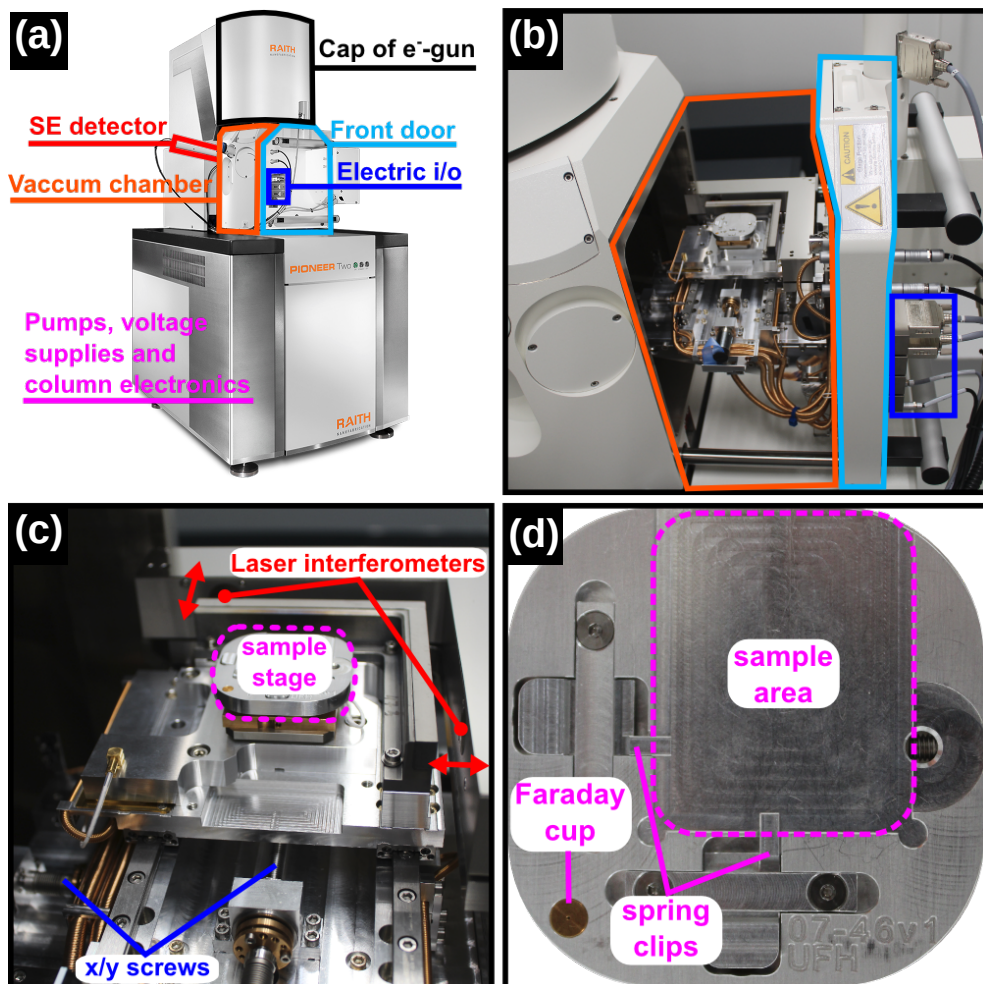 (a)
RAITH
Cap of e⁻-gun
SE detector
Front door
Vaccum chamber
Electric i/o
PIONEER Two
Pumps, voltage
supplies and
column electronics
RAITH
NANOFABRICATION
(b)
CAUTION
(c)
Laser interferometers
sample
stage
x/y screws
(d)
sample
area
Faraday
cup
spring
clips
07-46v1
UFH